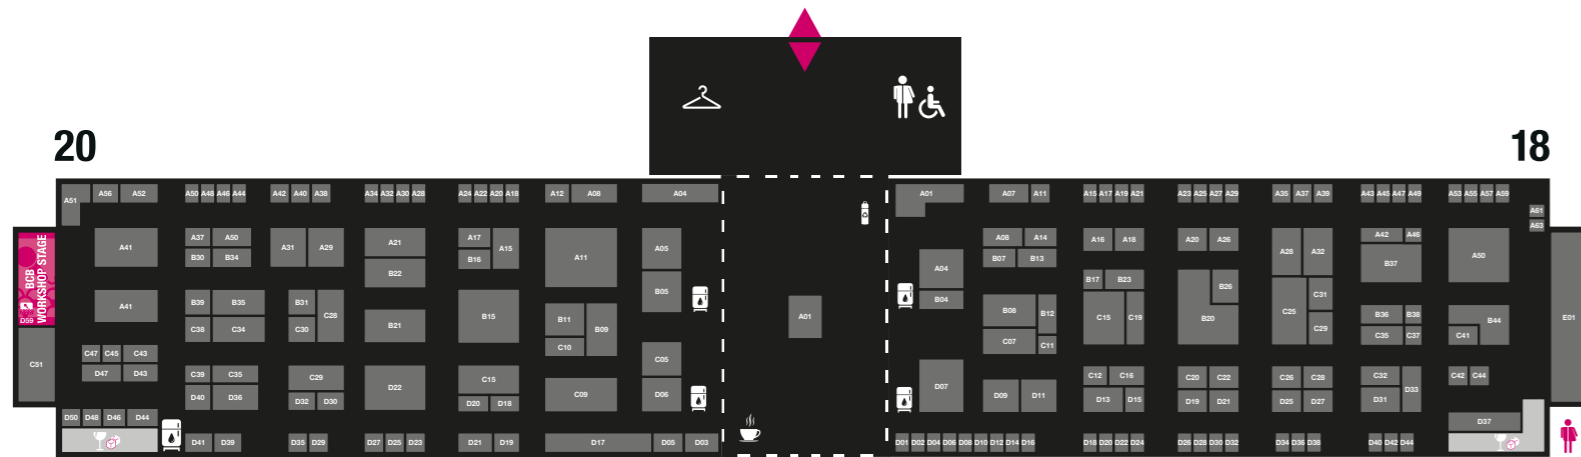 20
18
A51 A56 A52 A50 A48 A46 A44 A42 A40 A38 A34 A32 A30 A28 A24 A22 A20 A18 A12 A08 A04
A01 A07 A11 A15 A17 A19 A21 A23 A25 A27 A29 A35 A37 A39 A43 A45 A47 A49 A53 A55 A57 A59
A61
A63
A41 A37 A50 A31 A29 A21 A17 A15 A11 A05
A08 A14 A16 A18 A20 A26 A28 A32 A42 A46 A50
B30 B34 B22 B16 B05
A04 B07 B13 B17 B23 B26 B37
BCB
WORKSHOP STAGE
D59
A41 B39 B35 B31 C28 B15 B11 B09
A01
B04 B08 B12 C15 C19 B20 C25 C31 B36 B38 B44
E01
C38 C34 C30 B21 C10
C07 C11 C29 C35 C37 C41
C51
C47 C45 C43 C05
D47 D43 C39 C35 C29 D22 C15 C09 D06
D07 D09 D11 C12 C16 C20 C22 C26 C28 C32 D33 C42 C44
D40 D36 D32 D30 D20 D18
D13 D15 D19 D21 D25 D27 D31
D50 D48 D46 D44
D37
D41 D39 D35 D29 D27 D25 D23 D21 D19 D17 D05 D03
D01 D02 D04 D06 D08 D10 D12 D14 D16 D18 D20 D22 D24 D26 D28 D30 D32 D34 D36 D38 D40 D42 D44